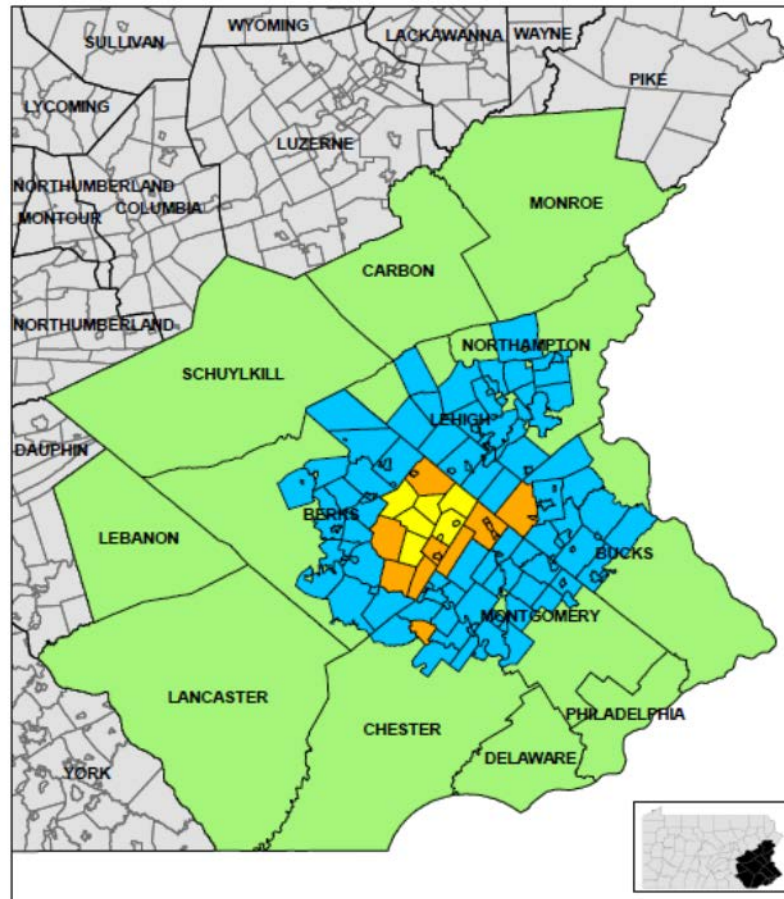 WYOMING
SULLIVAN
LACKAWANNA
WAYNE
PIKE
LYCOMING
LUZERNE
NORTHUMBERLAND
MONTOUR
COLUMBIA
MONROE
CARBON
NORTHUMBERLAND
NORTHAMPTON
SCHUYLKILL
LEHIGH
DAUPHIN
BERKS
LEBANON
BUCKS
MONTGOMERY
LANCASTER
PHILADELPHIA
CHESTER
DELAWARE
YORK